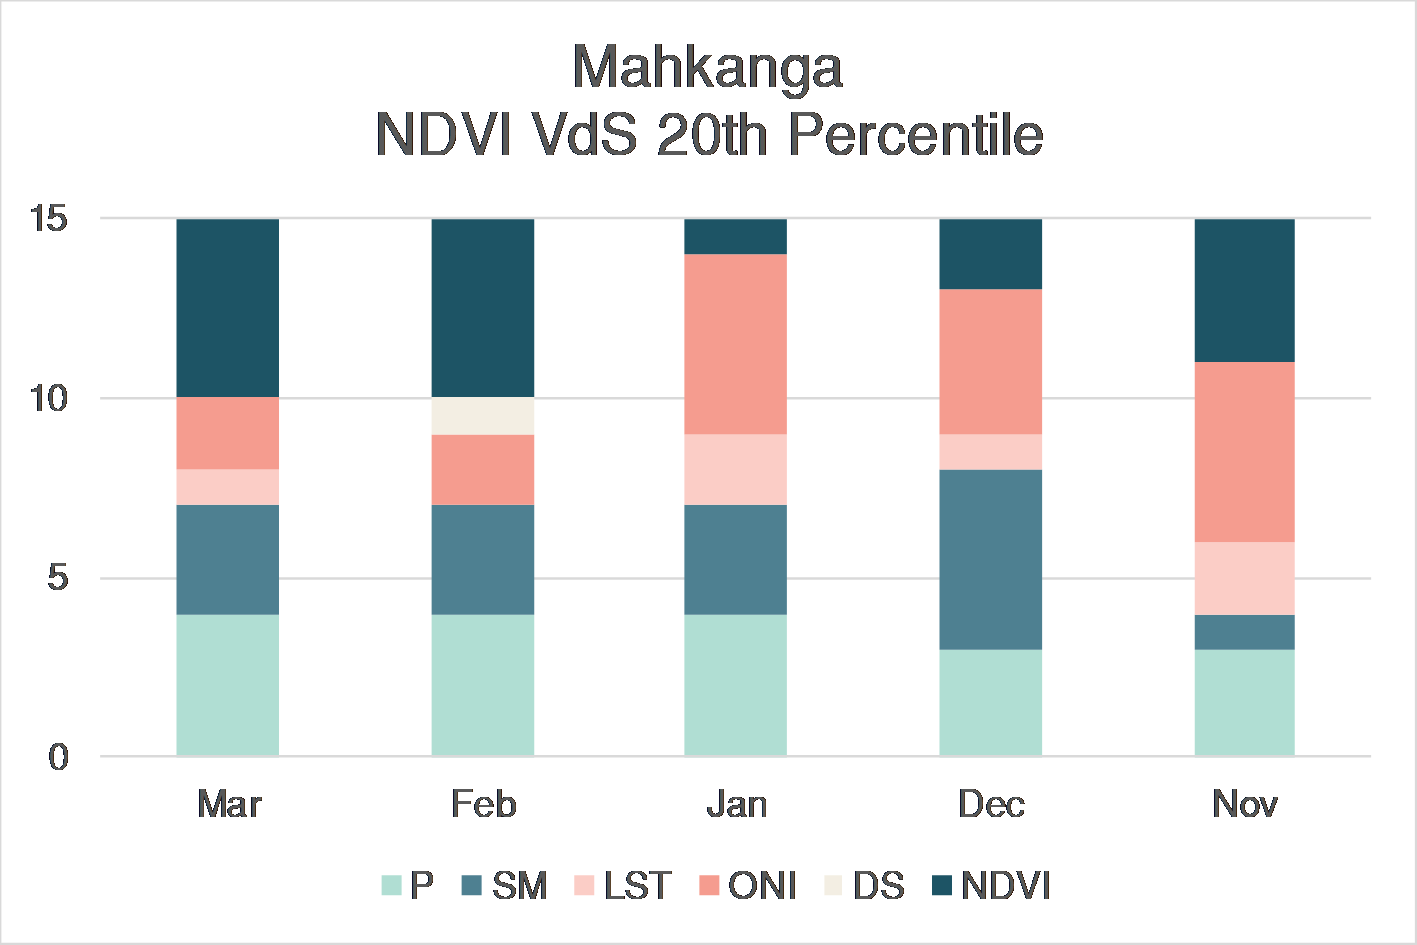 Mahkanga
NDVI VdS 20th Percentile
15
10
5
0
Mar Feb Jan Dec Nov
P SM LST ONI DS NDVI